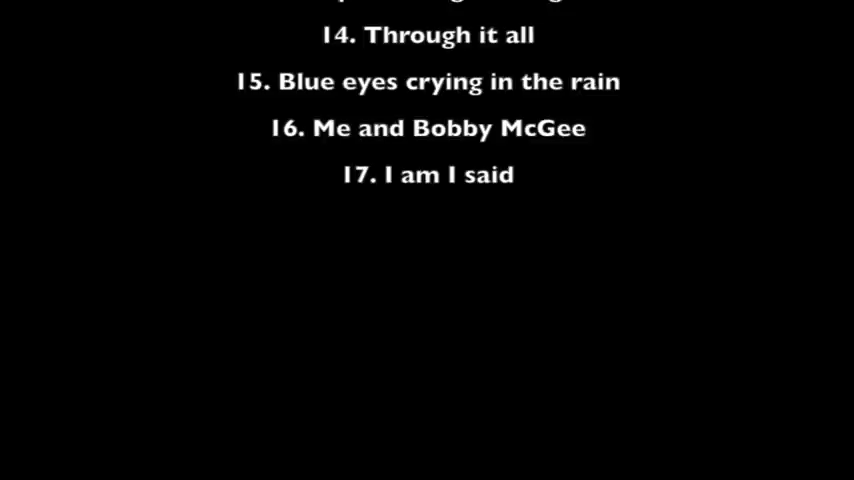 14. Through it all
15. Blue eyes crying in the rain
16. Me and Bobby McGee
17. I am I said